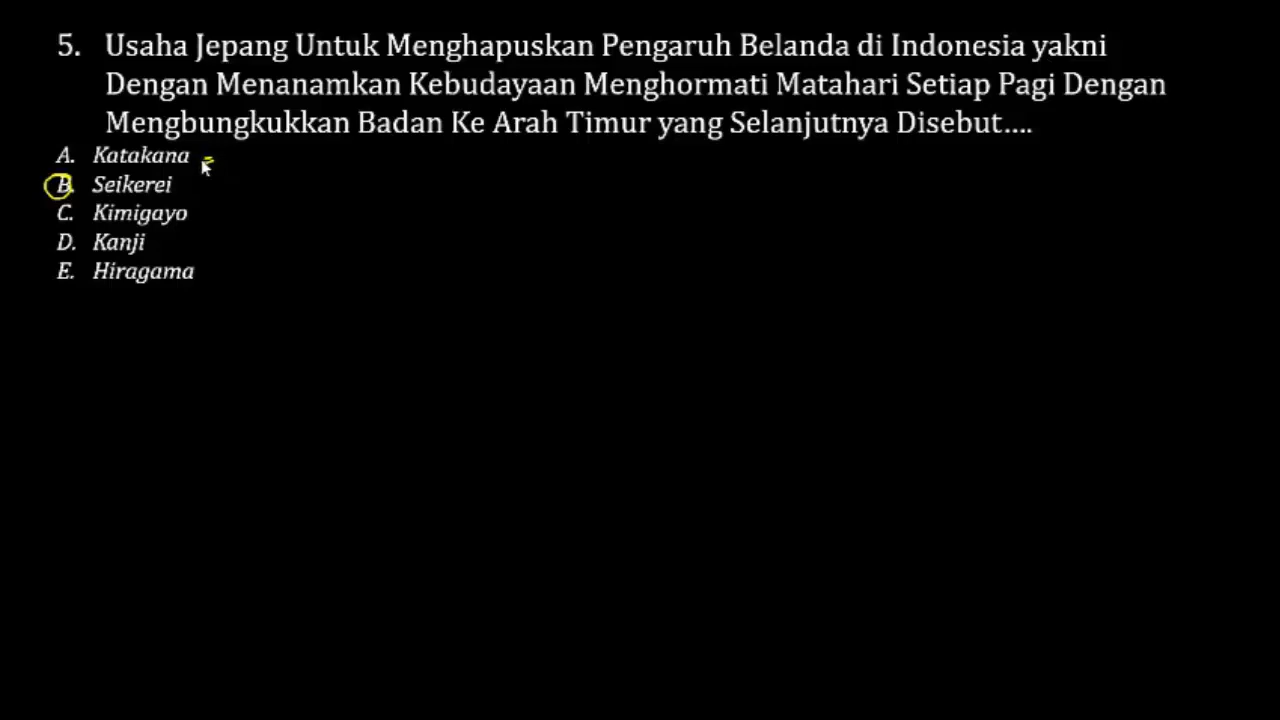 5. Usaha Jepang Untuk Menghapuskan Pengaruh Belanda di Indonesia yakni
Dengan Menanamkan Kebudayaan Menghormati Matahari Setiap Pagi Dengan
Mengbungkukkan Badan Ke Arah Timur yang Selanjutnya Disebut....
A. Katakana
B. Seikerei
C. Kimigayo
D. Kanji
E. Hiragama